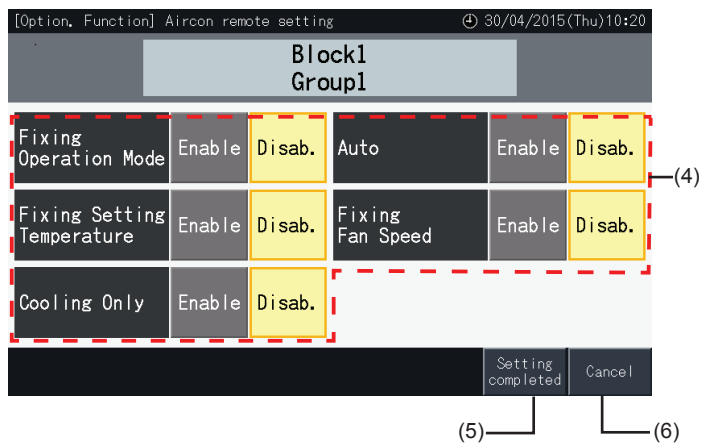 [Option. Function] Aircon remote setting 30/04/2015(Thu)10:20
Block1
Group1
Fixing
Operation Mode Enable Disab. Auto Enable Disab.
(4)
Fixing Setting
Temperature Enable Disab. Fixing
Fan Speed Enable Disab.
Cooling Only Enable Disab.
Setting
completed Cancel
(5) (6)